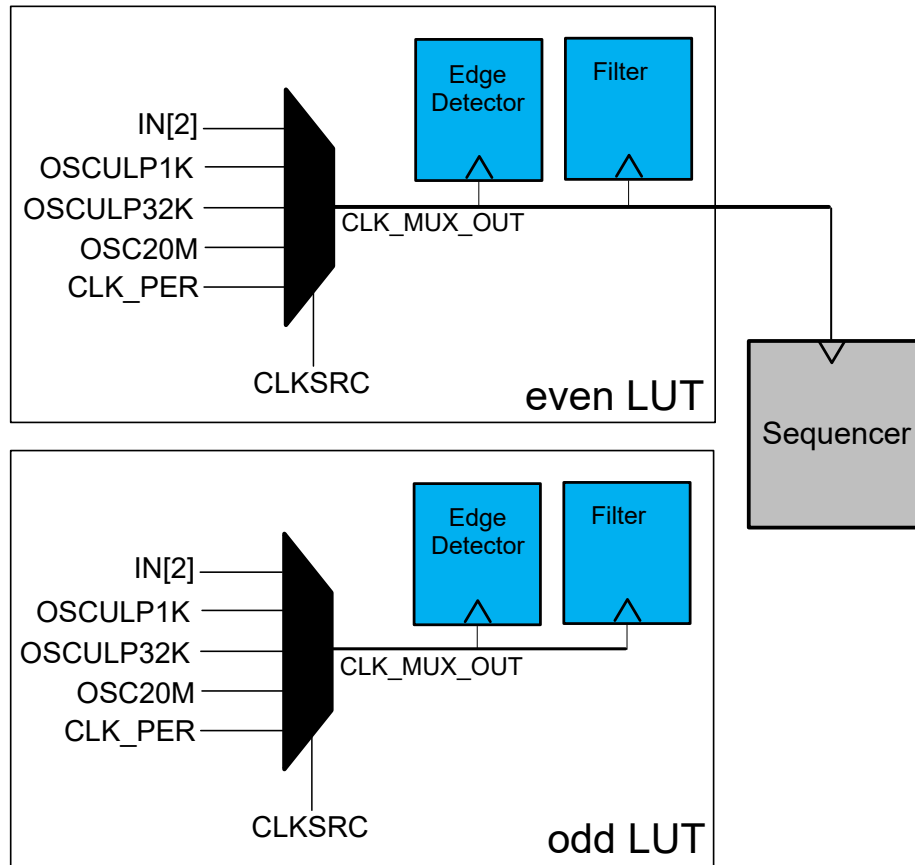 Edge
Detector
Filter
IN[2]
OSCULP1K
OSCULP32K
OSC20M
CLK_PER
CLK_MUX_OUT
CLKSRC
even LUT
Sequencer
Edge
Detector
Filter
IN[2]
OSCULP1K
OSCULP32K
OSC20M
CLK_PER
CLK_MUX_OUT
CLKSRC
odd LUT